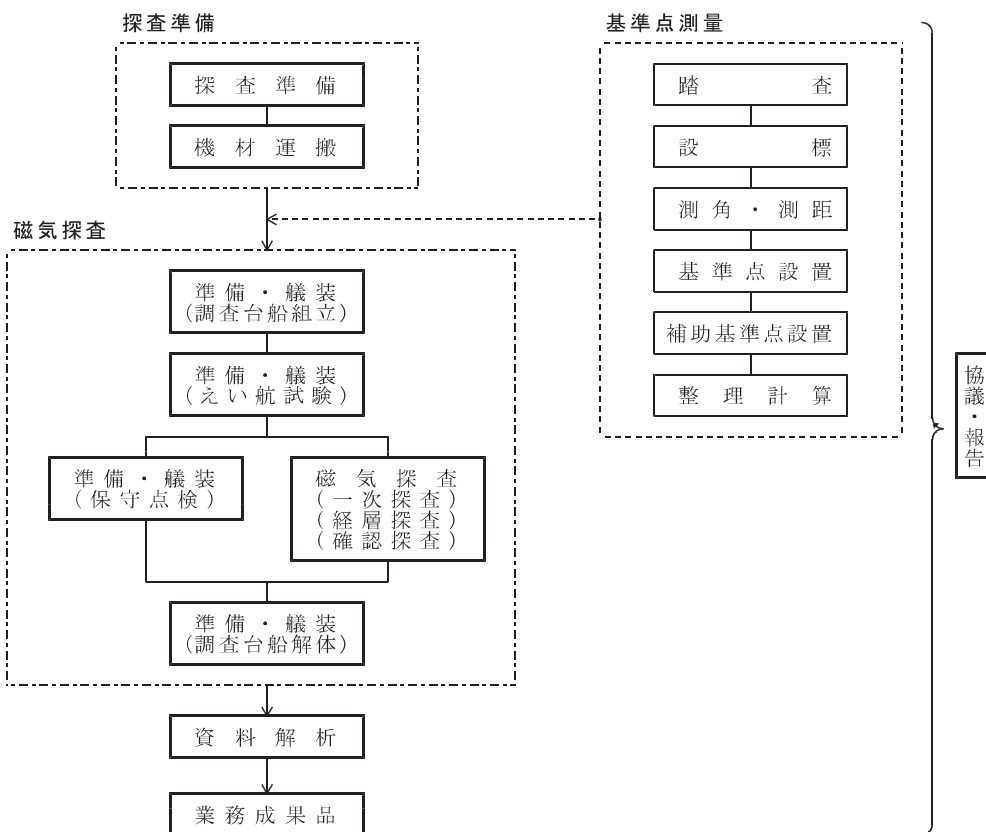 探査準備
探査準備
機材運搬
基準点測量
踏査
設標
測角・測距
基準点設置
補助基準点設置
整理計算
磁気探査
準備・艤装
(調査台船組立)
準備・艤装
(えい航試験)
準備・艤装
(保守点検)
磁気探査
(一次探査)
(経層探査)
(確認探査)
準備・艤装
(調査台船解体)
資料解析
業務成果品
協議・報告